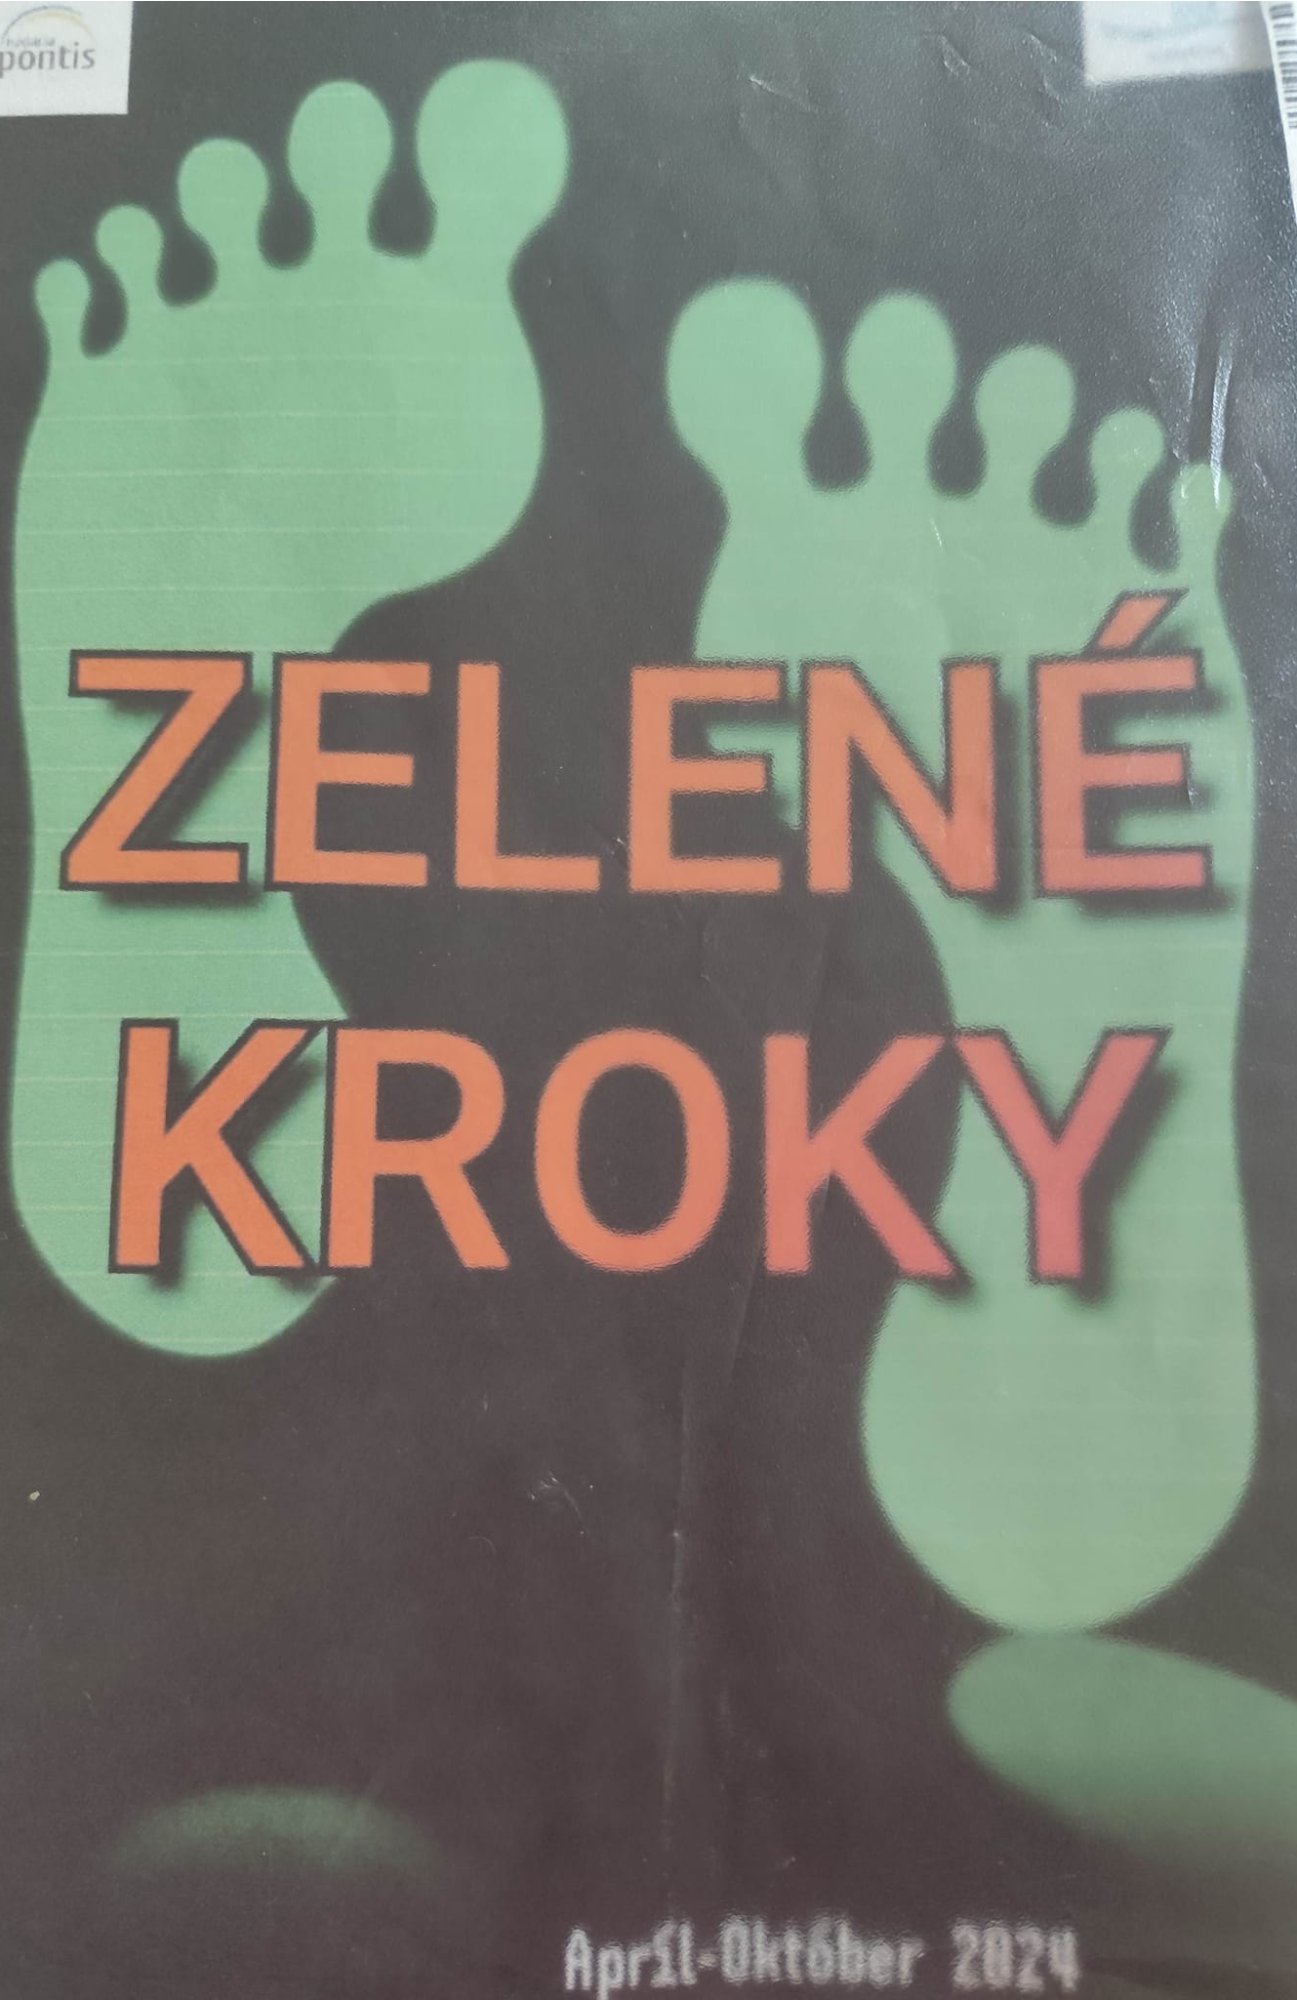 pontis
ZELENÉ
KROKY
Apríl-Október 2024